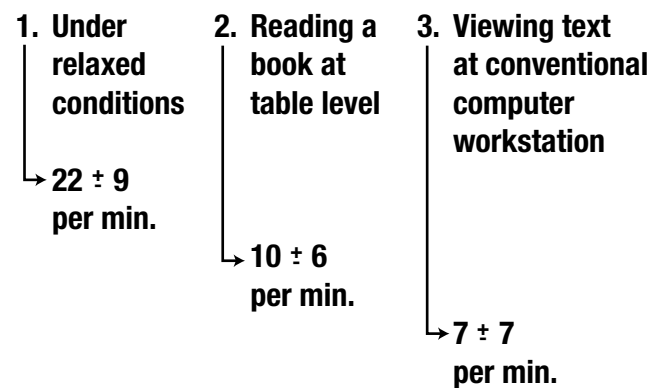 1. Under
relaxed
conditions
22 ± 9
per min.
2. Reading a
book at
table level
10 ± 6
per min.
3. Viewing text
at conventional
computer
workstation
7 ± 7
per min.